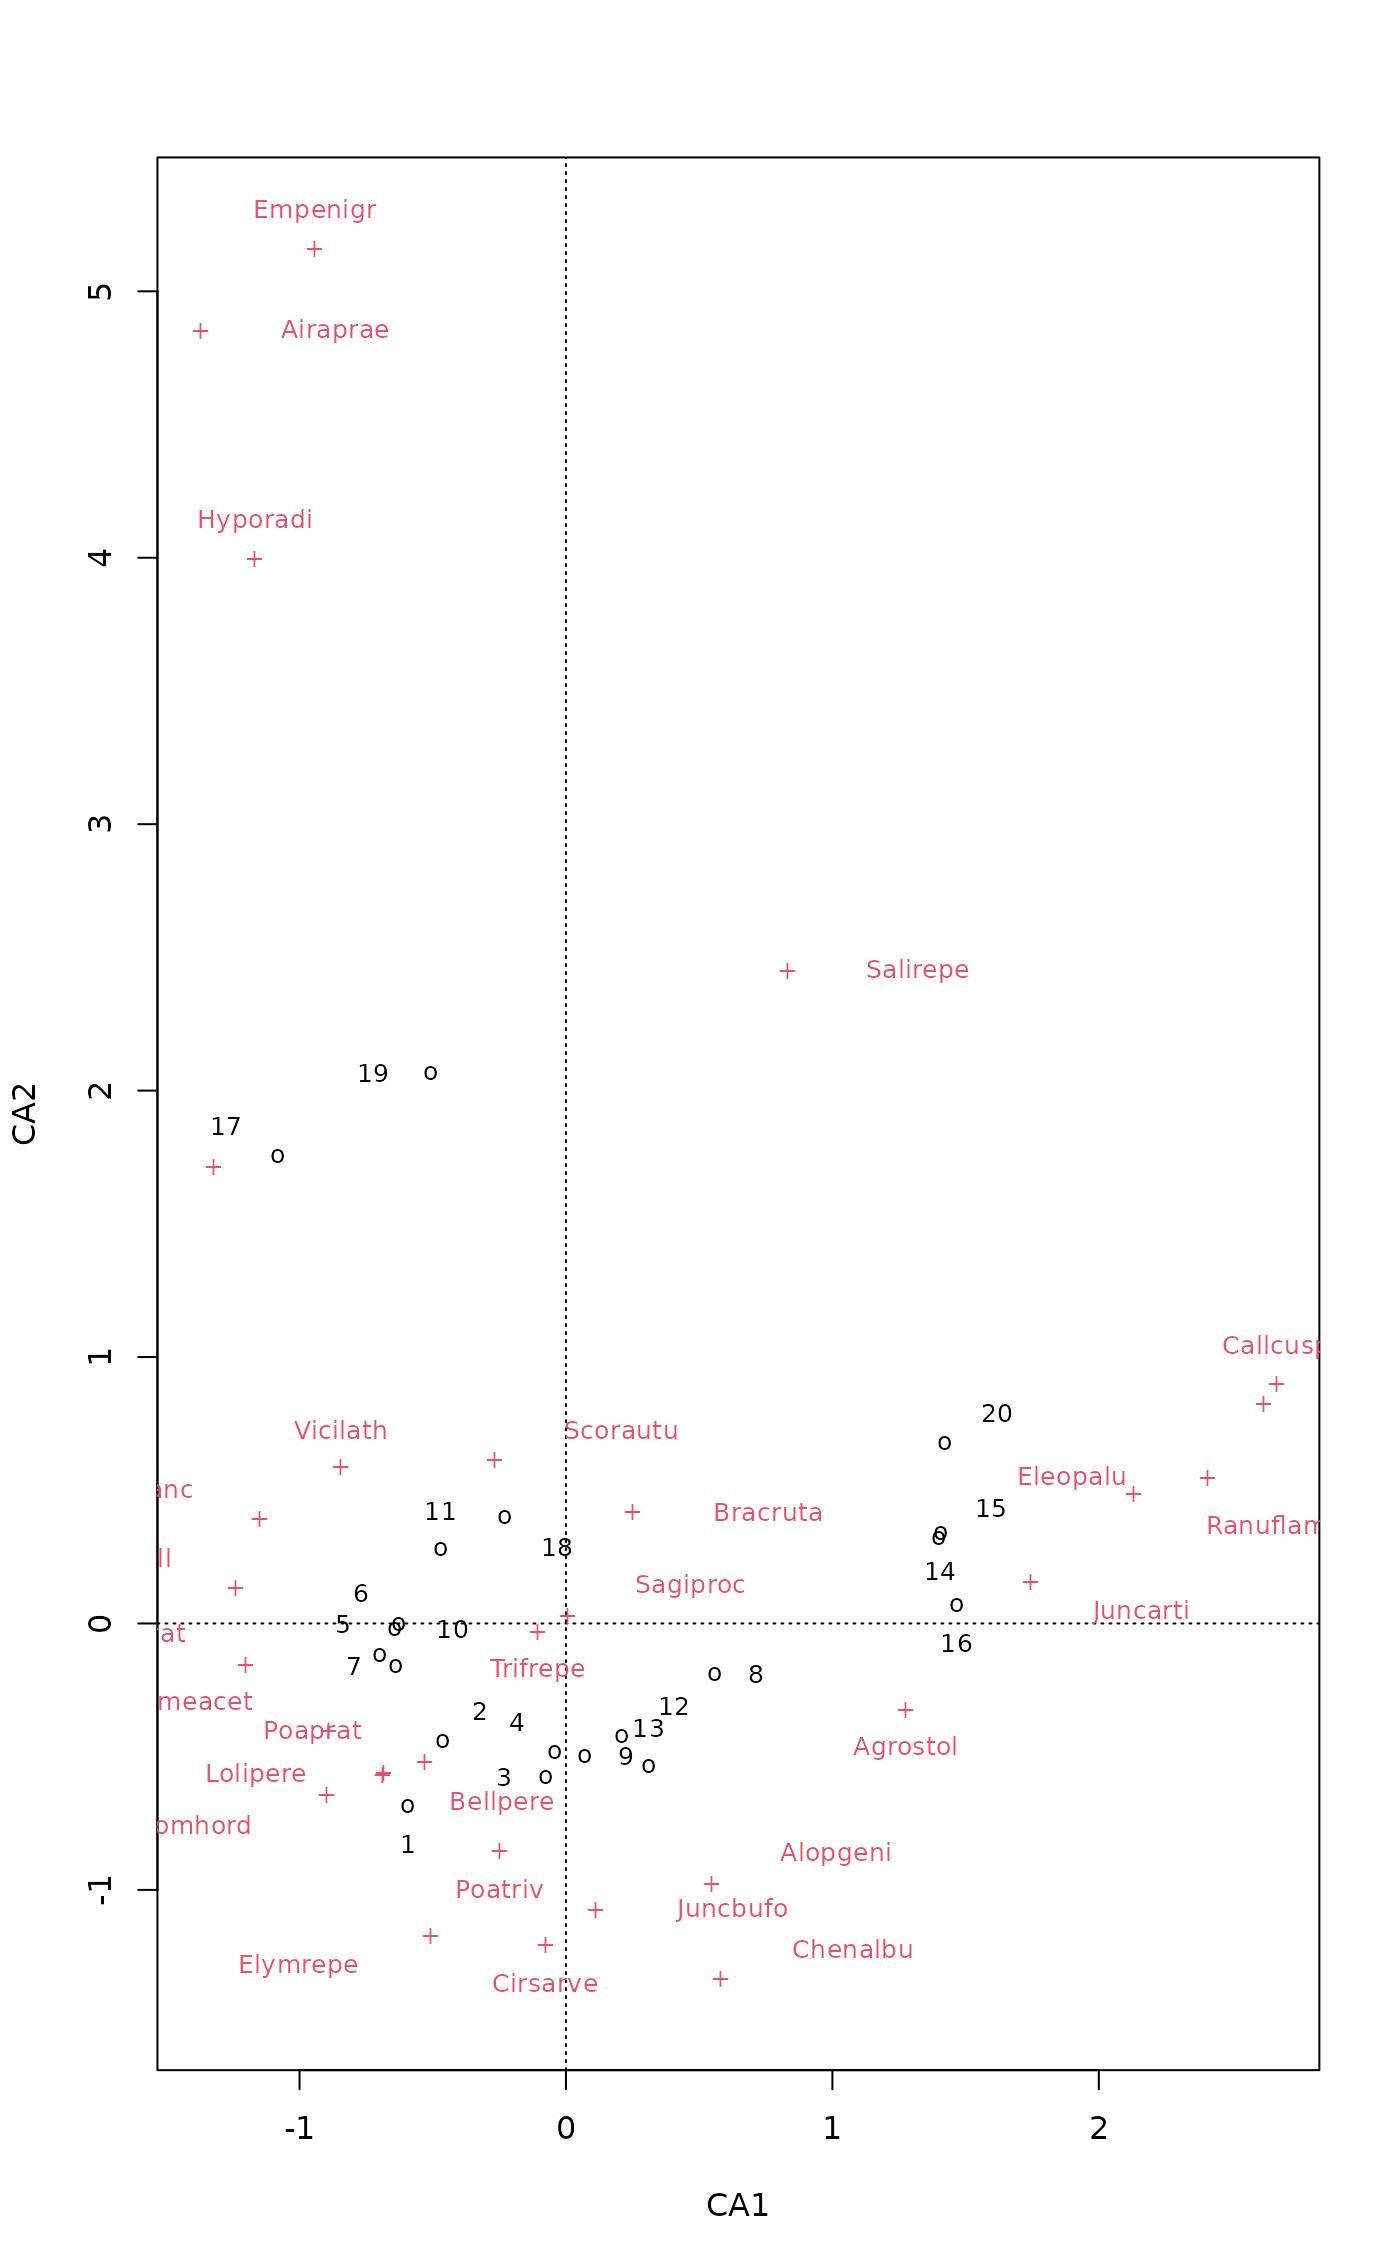 Empenigr
5
Airaprae
Hyporadi
4
3
Salirepe
19
2
17
CA2
1
Callcusp
20
Vicilath
Scorautu
Eleopalu
anc
11
15
Bracruta
Ranuflam
18
ll
14
Sagiproc
6
Juncarti
0
5
10
at
16
7
Trifrepe
8
meacet
2
12
4
13
Poaprat
Agrostol
9
Lolipere
3
Bellpere
omhord
1
Alopgeni
-1
Poatriv
Juncbufo
Chenalbu
Elymrepe
Cirsarve
-1 0 1 2
CA1